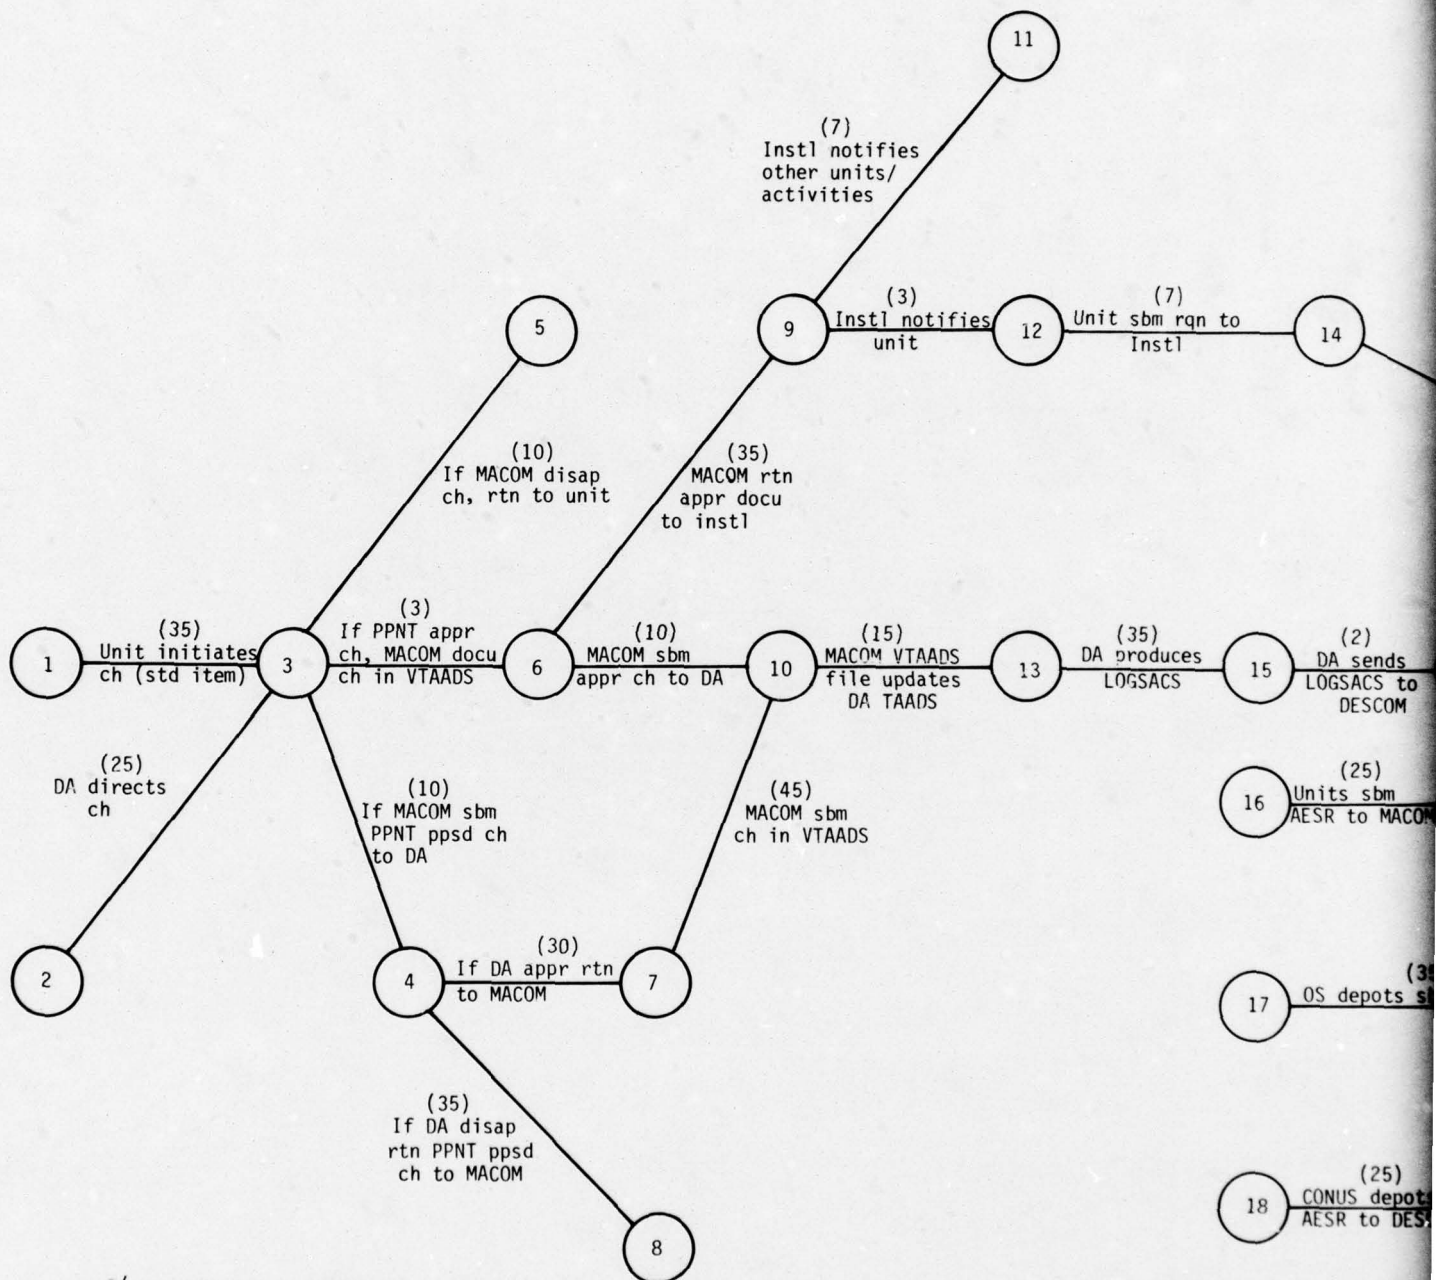 11
(7)
Instl notifies
other units/
activities
5
9
(3)
Instl notifies
unit
12
(7)
Unit sbm rqn to
Instl
14
(10)
If MACOM disap
ch, rtn to unit
(35)
MACOM rtn
appr docu
to instl
1
(35)
Unit initiates
ch (std item)
3
(3)
If PPNT appr
ch, MACOM docu
ch in VTAADS
6
(10)
MACOM sbm
appr ch to DA
10
(15)
MACOM VTAADS
file updates
DA TAADS
13
(35)
DA produces
LOGSACS
15
(2)
DA sends
LOGSACS to
DESCOM
(25)
DA directs
ch
(10)
If MACOM sbm
PPNT ppsd ch
to DA
(45)
MACOM sbm
ch in VTAADS
16
(25)
Units sbm
AESR to MACOM
2
4
(30)
If DA appr rtn
to MACOM
7
17
OS depots
(35)
If DA disap
rtn PPNT ppsd
ch to MACOM
8
18
(25)
CONUS depots
AESR to